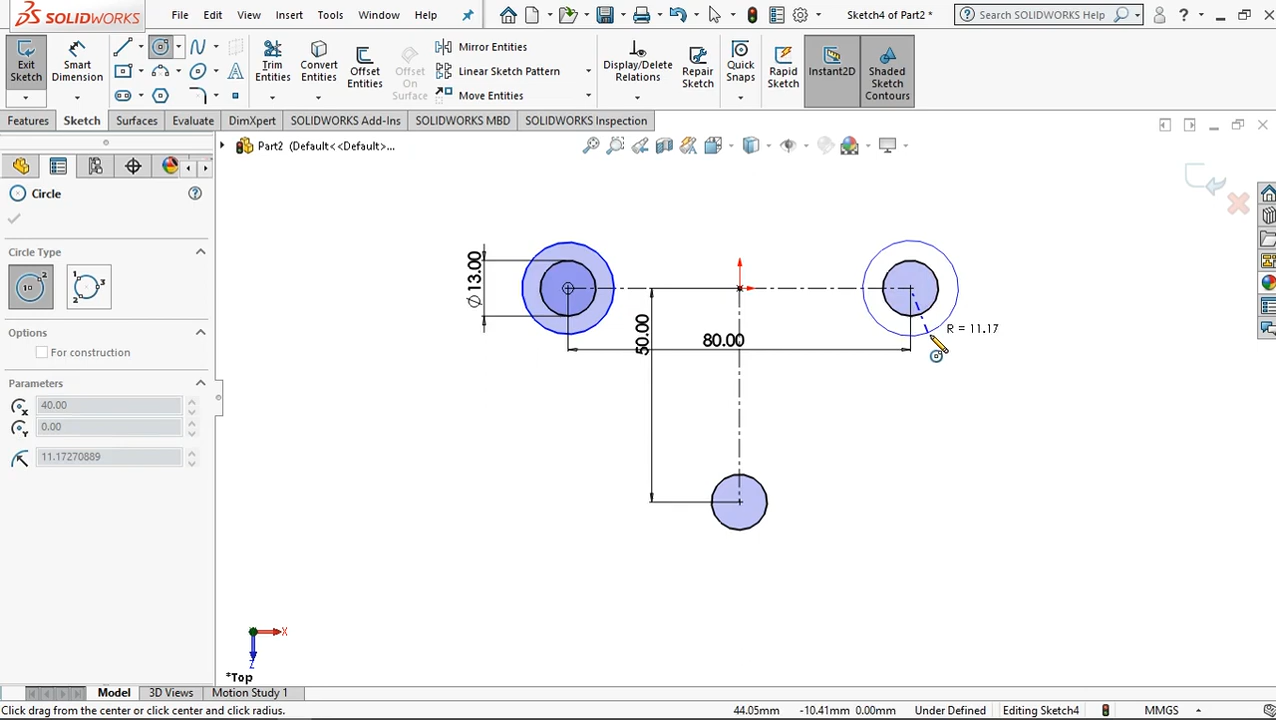 SOLIDWORKS File Edit View Insert Tools Window Help Sketch4 of Part2 * Search SOLIDWORKS Help ?
Exit Sketch
Smart Dimension
Trim Entities
Convert Entities
Offset Entities
Offset On Surface
Mirror Entities
Linear Sketch Pattern
Move Entities
Display/Delete Relations
Repair Sketch
Quick Snaps
Rapid Sketch
Instant2D
Shaded Sketch Contours
Features Sketch Surfaces Evaluate DimXpert SOLIDWORKS Add-Ins SOLIDWORKS MBD SOLIDWORKS Inspection
Part2 (Default<<Default>...
Circle
Circle Type
Options
For construction
Parameters
40.00
0.00
11.17270889
∅ 13.00
50.00
80.00
R = 11.17
X
Z
*Top
Model 3D Views Motion Study 1
Click drag from the center or click center and click radius. 44.05mm -10.41mm 0.00mm Under Defined Editing Sketch4 MMGS